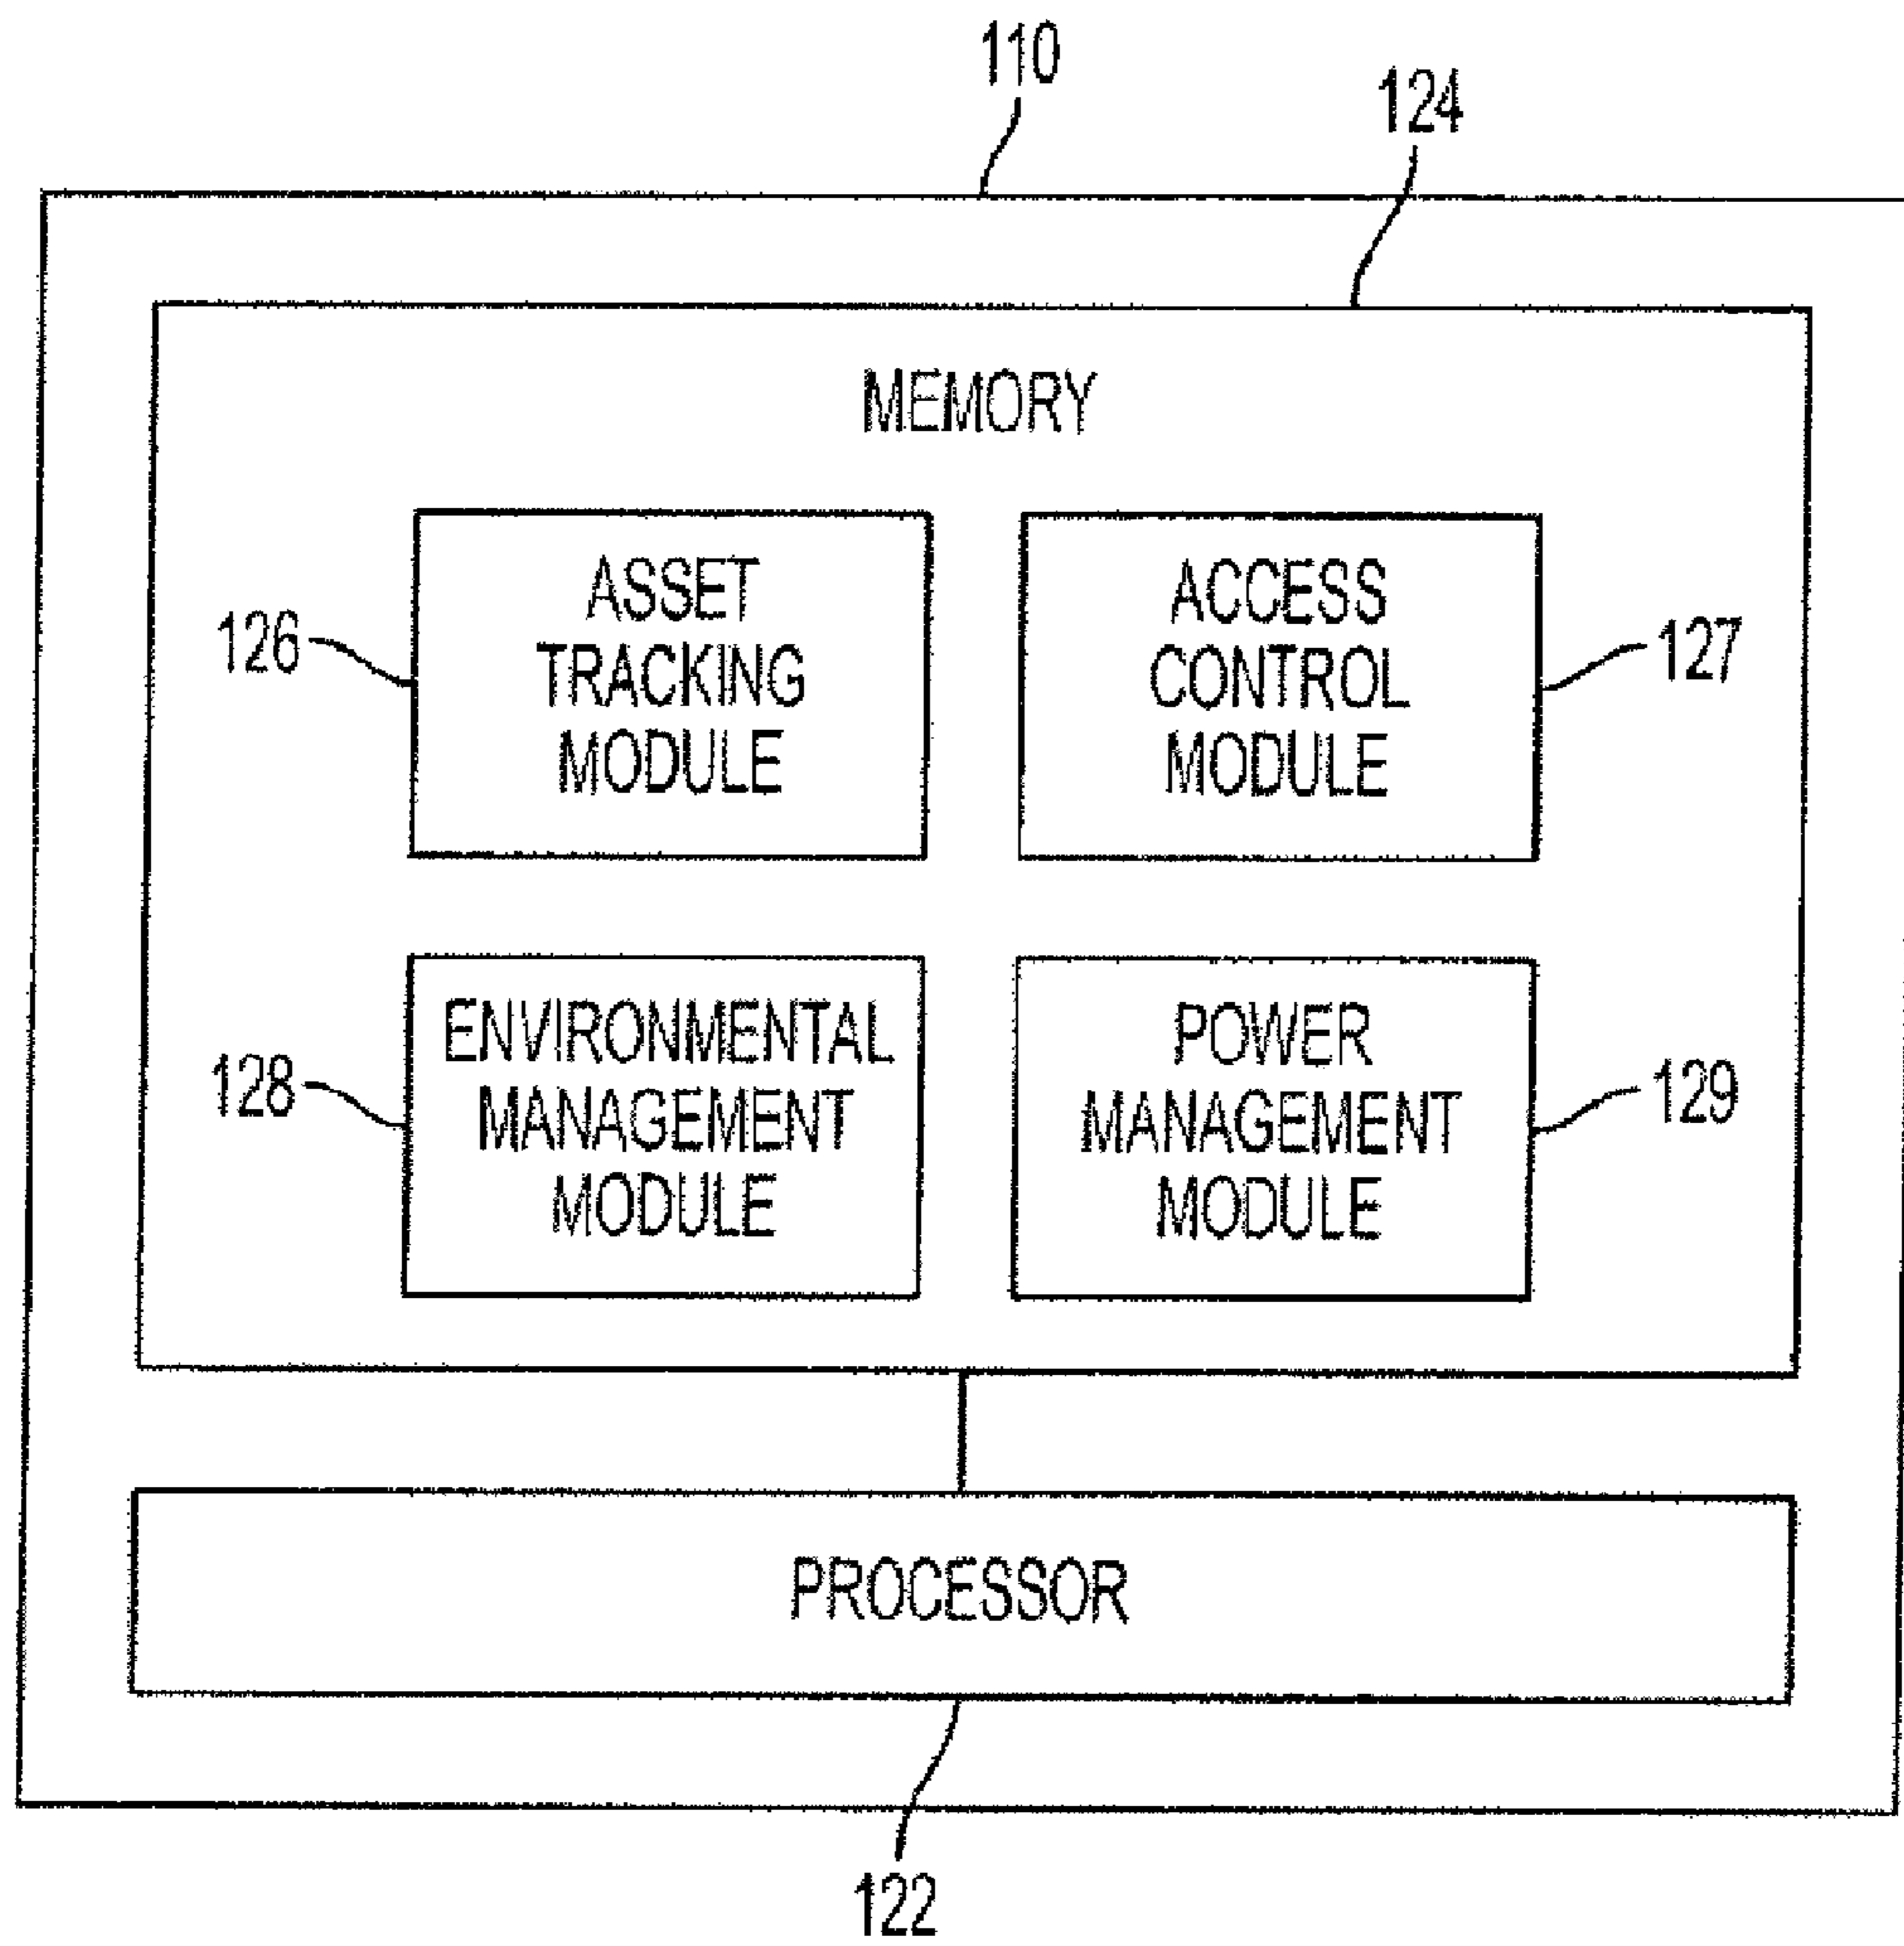 110
124
MEMORY
ASSET
TRACKING
MODULE
126
ACCESS
CONTROL
MODULE
127
ENVIRONMENTAL
MANAGEMENT
MODULE
128
POWER
MANAGEMENT
MODULE
129
PROCESSOR
122